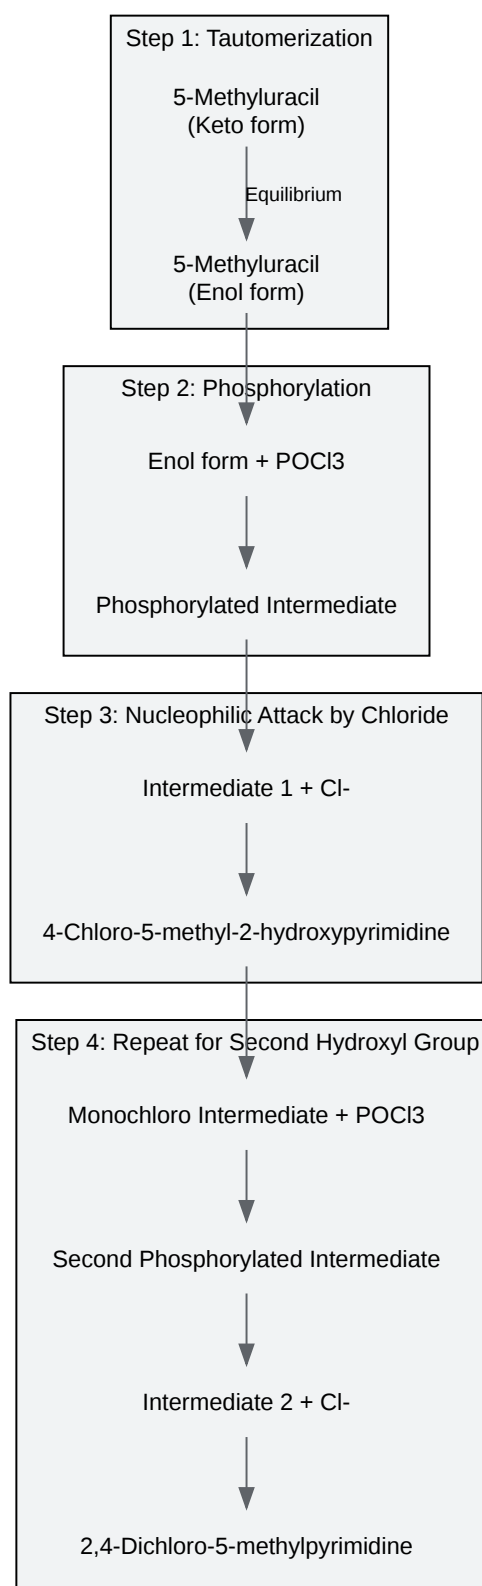 Step 1: Tautomerization
5-Methyluracil
(Keto form)
Equilibrium
5-Methyluracil
(Enol form)
Step 2: Phosphorylation
Enol form + POCl3
Phosphorylated Intermediate
Step 3: Nucleophilic Attack by Chloride
Intermediate 1 + Cl-
4-Chloro-5-methyl-2-hydroxypyrimidine
Step 4: Repeat for Second Hydroxyl Group
Monochloro Intermediate + POCl3
Second Phosphorylated Intermediate
Intermediate 2 + Cl-
2,4-Dichloro-5-methylpyrimidine